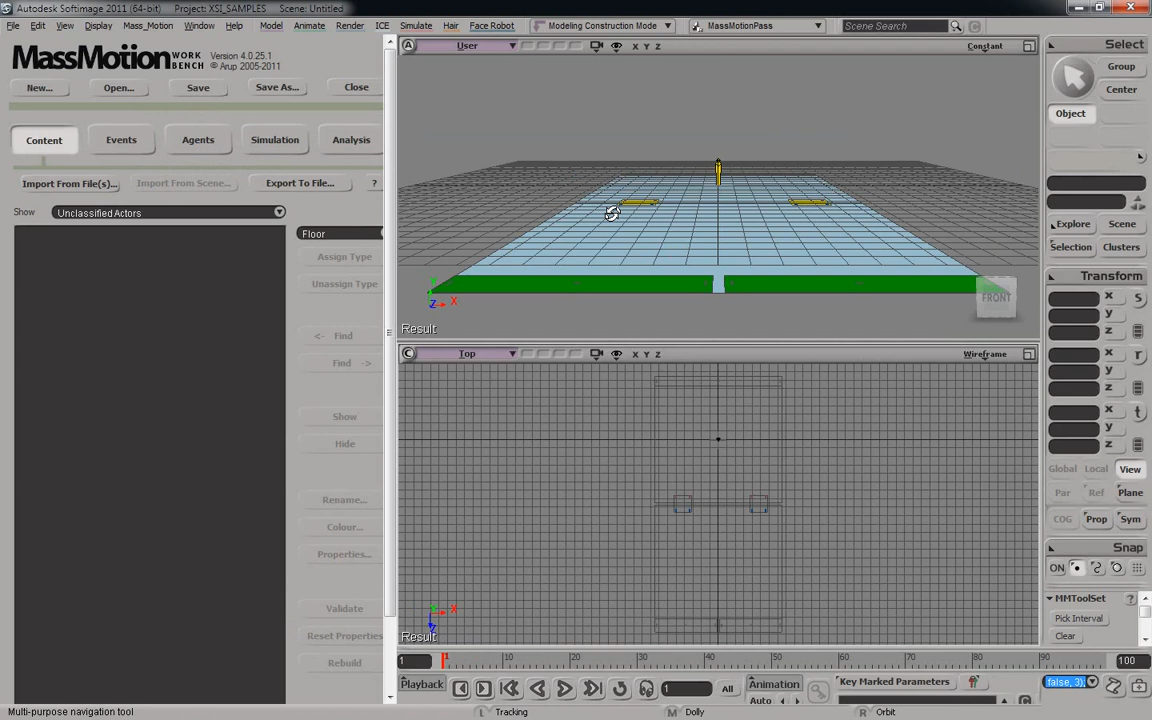 Autodesk Softimage 2011 (64-bit) Project: XSI_SAMPLES Scene: Untitled
File Edit View Display Mass_Motion Window Help Model Animate Render ICE Simulate Hair Face Robot Modeling Construction Mode MassMotionPass Scene Search
MassMotion WORK BENCH Version 4.0.25.1
© Arup 2005-2011
New... Open... Save Save As... Close
Content Events Agents Simulation Analysis
Import From File(s)... Import From Scene... Export To File... ?
Show Unclassified Actors
Floor
Assign Type
Unassign Type
<- Find
Find ->
Show
Hide
Rename...
Colour...
Properties...
Validate
Reset Properties
Rebuild
A User X Y Z Constant
FRONT
Y
Z X
Result
C Top X Y Z Wireframe
X
Z
Result
Select
Group
Center
Object
Explore Scene
Selection Clusters
Transform
x s
y
z
x r
y
z
x t
y
z
Global Local View
Par Ref Plane
COG Prop Sym
Snap
ON
MMToolSet ?
Pick Interval
Clear
1 1 10 20 30 40 50 60 70 80 90 100
Playback 1 All Animation Key Marked Parameters false, 3);
Auto
Multi-purpose navigation tool L Tracking M Dolly R Orbit